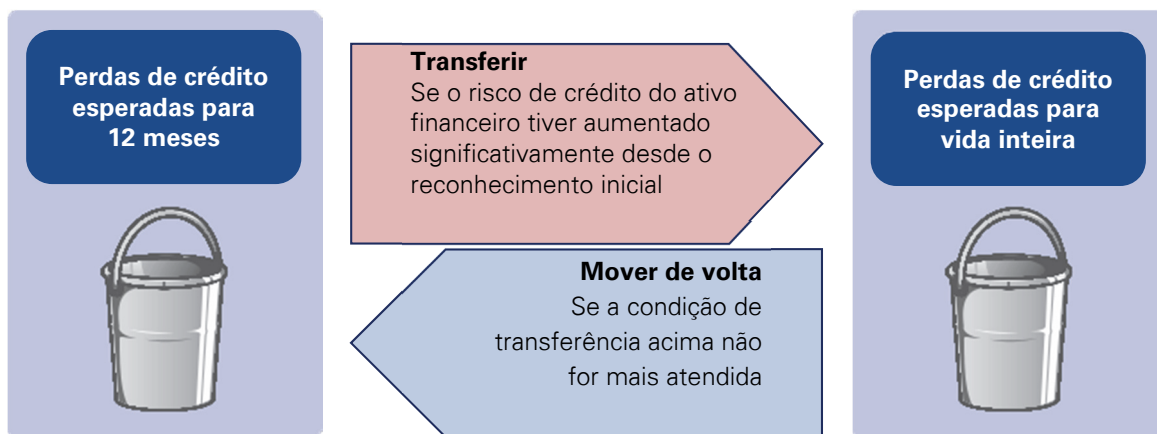 Perdas de crédito
esperadas para
12 meses
Transferir
Se o risco de crédito do ativo
financeiro tiver aumentado
significativamente desde o
reconhecimento inicial
Mover de volta
Se a condição de
transferência acima não
for mais atendida
Perdas de crédito
esperadas para
vida inteira